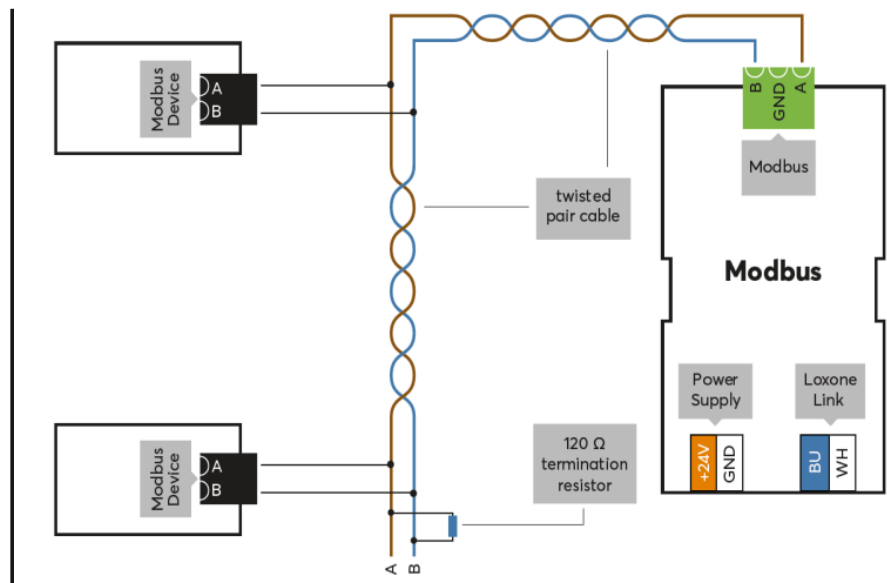 Modbus
Device
A
B
B
GND
A
Modbus
twisted
pair cable
Modbus
Power
Supply
Loxone
Link
+24V
GND
BU
WH
Modbus
Device
A
B
120 Ω
termination
resistor
A
B